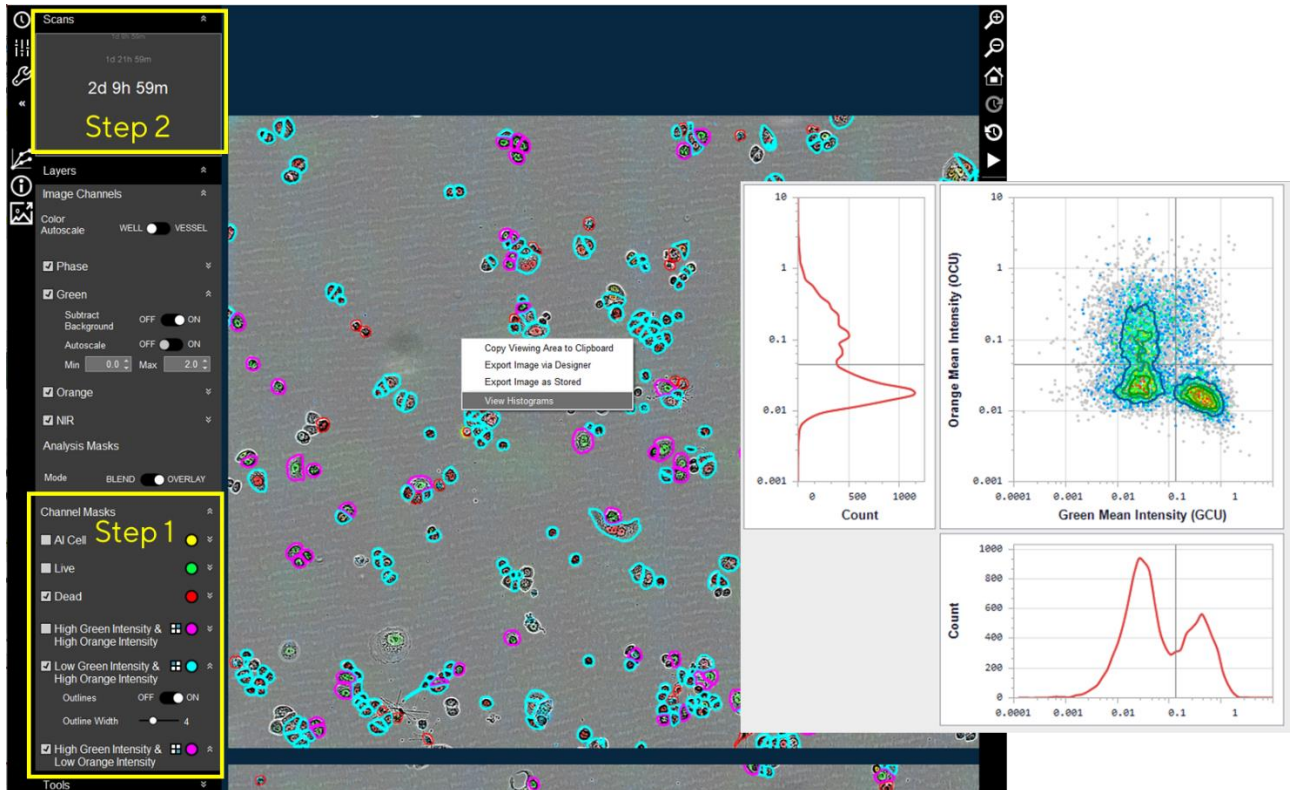 Scans
1d 9h 59m
1d 21h 59m
2d 9h 59m
Step 2
Layers
Image Channels
Color
Autoscale
WELL VESSEL
Phase
Green
Subtract
Background
OFF ON
Autoscale OFF ON
Min 0.0 Max 2.0
Orange
NIR
Analysis Masks
Mode BLEND OVERLAY
Channel Masks
Step 1
AI Cell
Live
Dead
High Green Intensity &
High Orange Intensity
Low Green Intensity &
High Orange Intensity
Outlines OFF ON
Outline Width 4
High Green Intensity &
Low Orange Intensity
Tools
Copy Viewing Area to Clipboard
Export Image via Designer
Export Image as Stored
View Histograms
10
1
0.1
0.01
0.001
0 500 1000
Count
Orange Mean Intensity (OCU)
10
1
0.1
0.01
0.001
0.0001 0.001 0.01 0.1 1
Green Mean Intensity (GCU)
Count
1000
800
600
400
200
0
0.0001 0.001 0.01 0.1 1